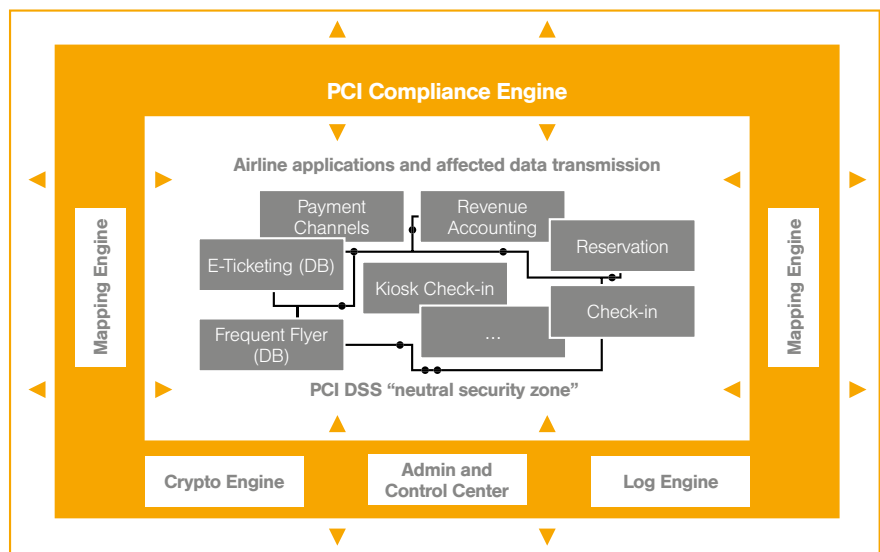 PCI Compliance Engine
Airline applications and affected data transmission
Payment
Channels
Revenue
Accounting
Reservation
E-Ticketing (DB)
Kiosk Check-in
Check-in
Frequent Flyer
(DB)
...
PCI DSS “neutral security zone”
Mapping Engine
Mapping Engine
Crypto Engine
Admin and
Control Center
Log Engine